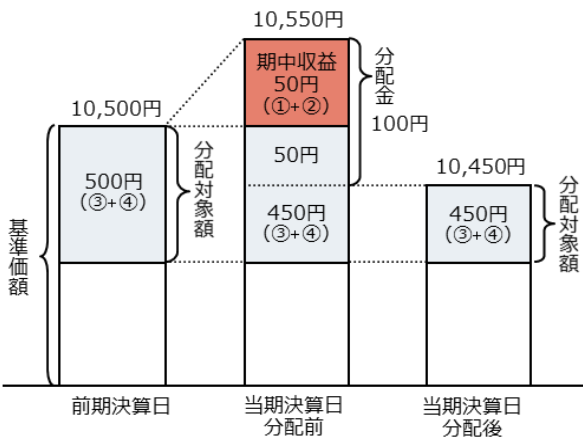 10,550円
期中収益
50円
(①+②)
分配金
100円
10,500円
500円
(③+④)
分配対象額
50円
450円
(③+④)
10,450円
450円
(③+④)
分配対象額
基準価額
前期決算日
当期決算日
分配前
当期決算日
分配後